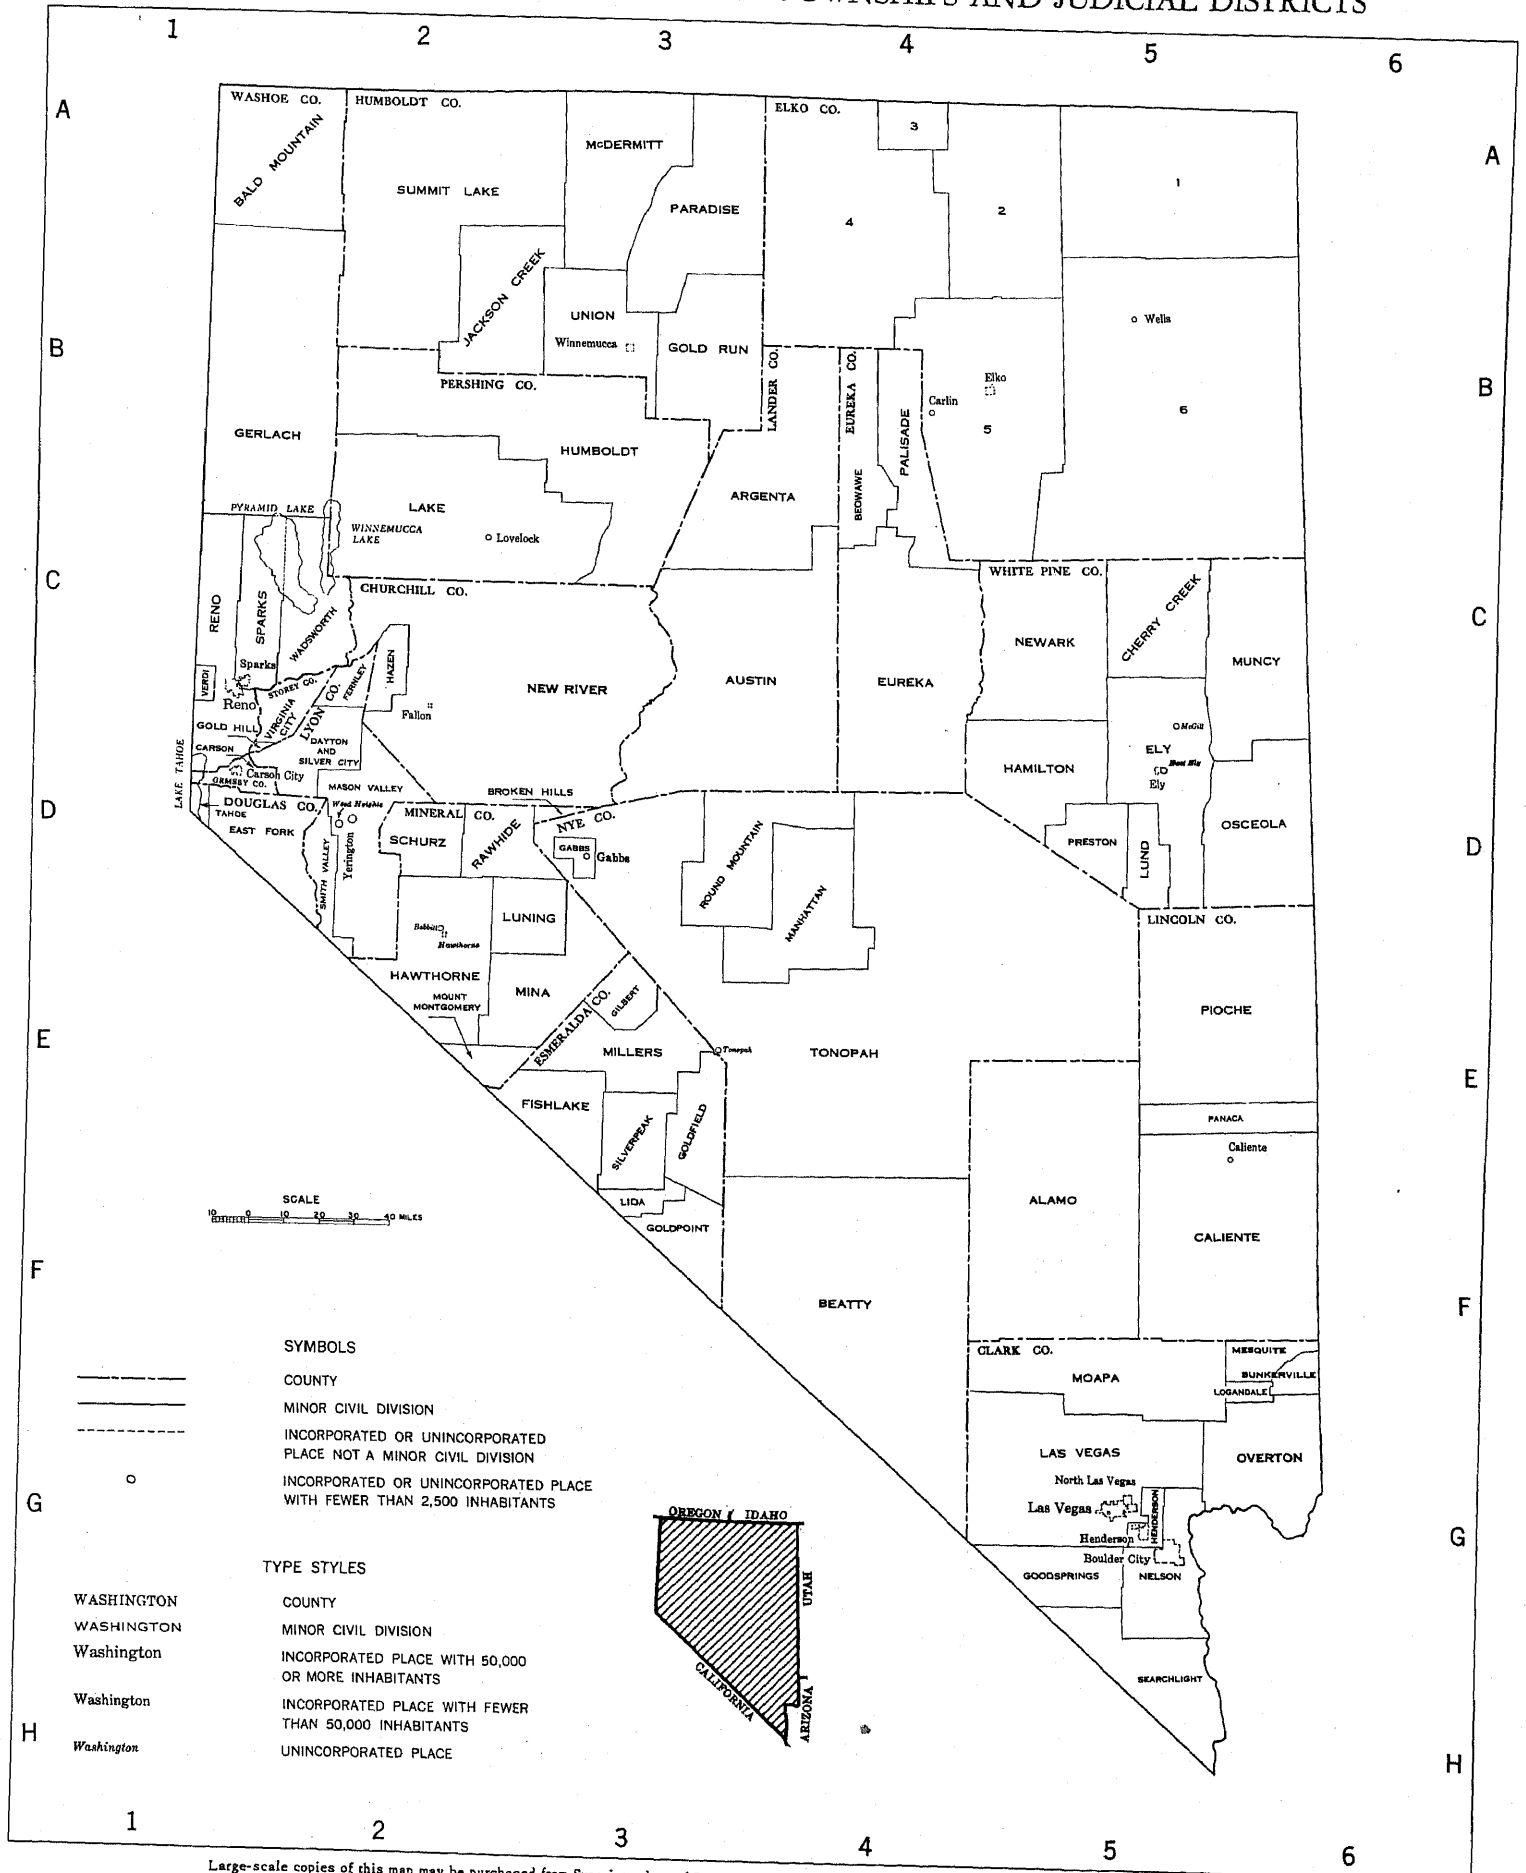 TOWNSHIPS AND JUDICIAL DISTRICTS
1
2
3
4
5
6
A
A
B
B
C
C
D
D
E
E
F
F
G
G
H
H
WASHOE CO.
HUMBOLDT CO.
ELKO CO.
BALD MOUNTAIN
SUMMIT LAKE
McDERMITT
PARADISE
3
4
2
1
JACKSON CREEK
UNION
Winnemucca
GOLD RUN
Wells
PERSHING CO.
LANDER CO.
EUREKA CO.
PALISADE
Carlin
Elko
5
6
GERLACH
HUMBOLDT
ARGENTA
BEOWAWE
LAKE
PYRAMID LAKE
WINNEMUCCA
LAKE
Lovelock
CHURCHILL CO.
WHITE PINE CO.
RENO
SPARKS
WADSWORTH
NEWARK
CHERRY CREEK
MUNCY
VERDI
Sparks
Reno
STOREY CO.
LYON CO.
FERNLEY
HAZEN
NEW RIVER
AUSTIN
EUREKA
Fallon
GOLD HILL
VIRGINIA
CITY
McGill
ELY
East Ely
Ely
CARSON
DAYTON
AND
SILVER CITY
Carson City
ORMSBY CO.
LAKE TAHOE
HAMILTON
MASON VALLEY
BROKEN HILLS
DOUGLAS CO.
Weed Heights
MINERAL CO.
NYE CO.
TAHOE
EAST FORK
SCHURZ
RAWHIDE
GABBS
Gabbs
ROUND MOUNTAIN
MANHATTAN
PRESTON
LUND
OSCEOLA
SMITH VALLEY
Yerington
LINCOLN CO.
Babbitt
Hawthorne
LUNING
HAWTHORNE
MINA
MOUNT
MONTGOMERY
ESMERALDA CO.
GILBERT
PIOCHE
MILLERS
Tonopah
TONOPAH
FISHLAKE
SILVERPEAK
GOLDFIELD
PANACA
Caliente
LIDA
GOLDPOINT
ALAMO
CALIENTE
BEATTY
SCALE
10 0 10 20 30 40 MILES
CLARK CO.
MOAPA
MESQUITE
BUNKERVILLE
LOGANDALE
LAS VEGAS
OVERTON
North Las Vegas
Las Vegas
HENDERSON
Henderson
Boulder City
GOODSPRINGS
NELSON
SEARCHLIGHT
SYMBOLS
COUNTY
MINOR CIVIL DIVISION
INCORPORATED OR UNINCORPORATED
PLACE NOT A MINOR CIVIL DIVISION
INCORPORATED OR UNINCORPORATED PLACE
WITH FEWER THAN 2,500 INHABITANTS
TYPE STYLES
WASHINGTON COUNTY
WASHINGTON MINOR CIVIL DIVISION
Washington INCORPORATED PLACE WITH 50,000
OR MORE INHABITANTS
Washington INCORPORATED PLACE WITH FEWER
THAN 50,000 INHABITANTS
Washington UNINCORPORATED PLACE
OREGON IDAHO
UTAH
CALIFORNIA
ARIZONA
1
2
3
4
5
6
Large-scale copies of this map may be purchased from